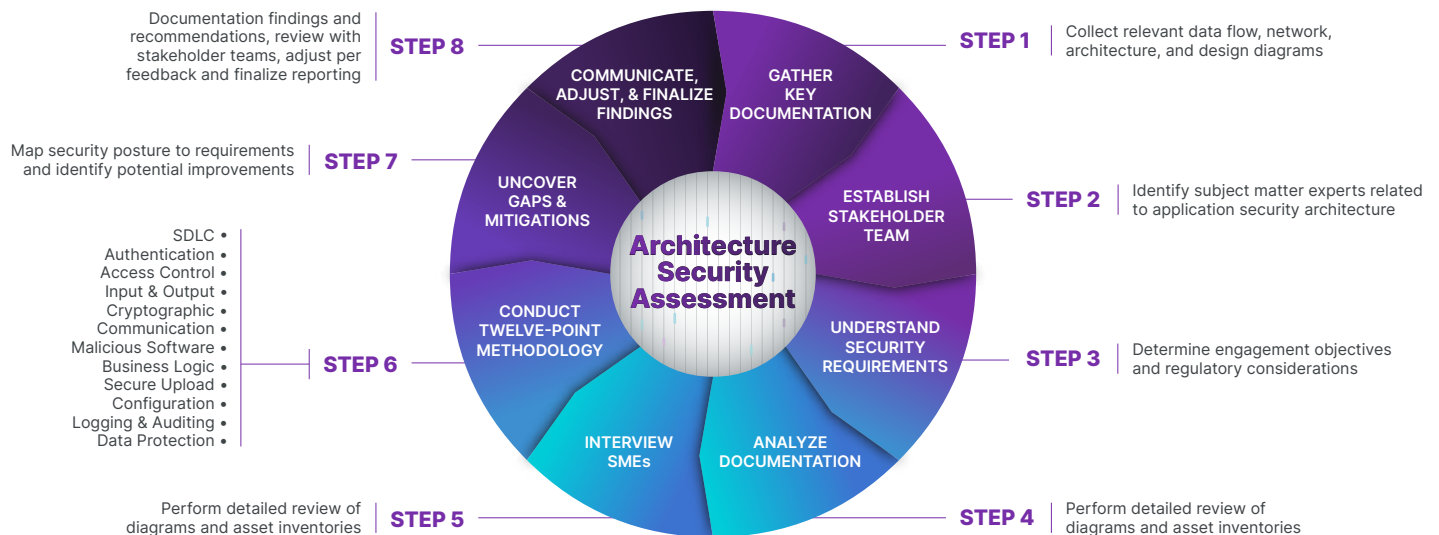 Architecture
Security
Assessment
GATHER
KEY
DOCUMENTATION
STEP 1
Collect relevant data flow, network,
architecture, and design diagrams
ESTABLISH
STAKEHOLDER
TEAM
STEP 2
Identify subject matter experts related
to application security architecture
UNDERSTAND
SECURITY
REQUIREMENTS
STEP 3
Determine engagement objectives
and regulatory considerations
ANALYZE
DOCUMENTATION
STEP 4
Perform detailed review of
diagrams and asset inventories
INTERVIEW
SMEs
STEP 5
Perform detailed review of
diagrams and asset inventories
CONDUCT
TWELVE-POINT
METHODOLOGY
STEP 6
SDLC •
Authentication •
Access Control •
Input & Output •
Cryptographic •
Communication •
Malicious Software •
Business Logic •
Secure Upload •
Configuration •
Logging & Auditing •
Data Protection •
UNCOVER
GAPS &
MITIGATIONS
STEP 7
Map security posture to requirements
and identify potential improvements
COMMUNICATE,
ADJUST, & FINALIZE
FINDINGS
STEP 8
Documentation findings and
recommendations, review with
stakeholder teams, adjust per
feedback and finalize reporting